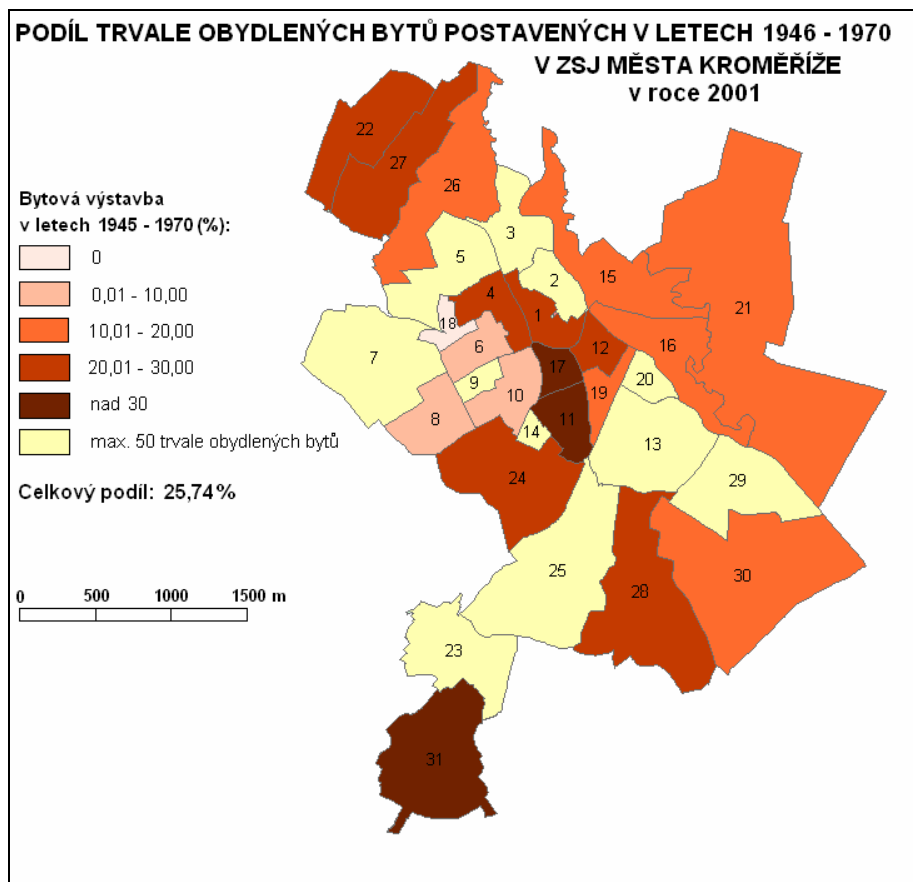 PODÍL TRVALE OBYDLENÝCH BYTŮ POSTAVENÝCH V LETECH 1946 - 1970
V ZSJ MĚSTA KROMĚŘÍŽE
v roce 2001
22
27
26
3
5
2
15
21
4
1
18
16
12
7
6
17
20
9
19
10
8
11
14
13
24
29
25
30
28
23
31
Bytová výstavba
v letech 1945 - 1970 (%):
0
0,01 - 10,00
10,01 - 20,00
20,01 - 30,00
nad 30
max. 50 trvale obydlených bytů
Celkový podíl: 25,74%
0 500 1000 1500 m